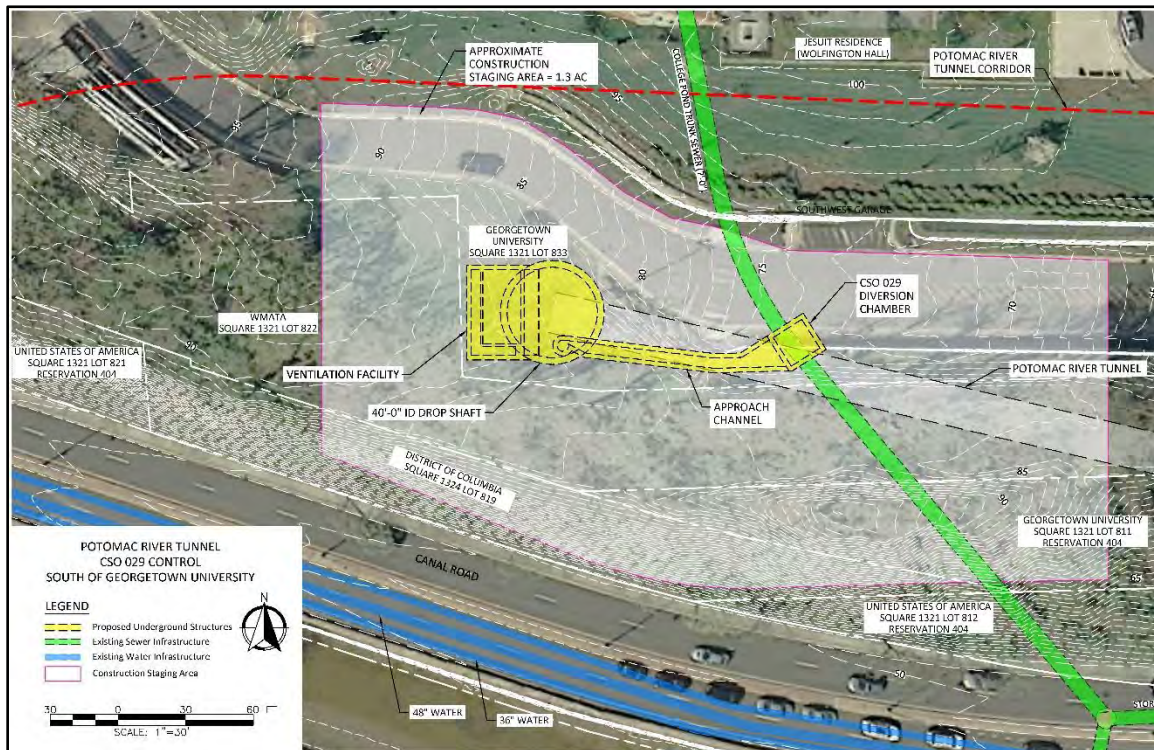 APPROXIMATE
CONSTRUCTION
STAGING AREA = 1.3 AC
JESUIT RESIDENCE
(WOLFINGTON HALL)
POTOMAC RIVER
TUNNEL CORRIDOR
100
95
95
COLLEGE POND TRUNK SEWER
90
85
SOUTHWEST GARAGE
GEORGETOWN
UNIVERSITY
SQUARE 1321 LOT 833
80
75
70
CSO 029
DIVERSION
CHAMBER
WMATA
SQUARE 1321 LOT 822
UNITED STATES OF AMERICA
SQUARE 1321 LOT 821
RESERVATION 404
VENTILATION FACILITY
POTOMAC RIVER TUNNEL
40'-0" ID DROP SHAFT
APPROACH
CHANNEL
DISTRICT OF COLUMBIA
SQUARE 1324 LOT 819
85
90
GEORGETOWN UNIVERSITY
SQUARE 1321 LOT 811
RESERVATION 404
65
CANAL ROAD
UNITED STATES OF AMERICA
SQUARE 1321 LOT 812
RESERVATION 404
50
STOR
48" WATER
36" WATER
POTOMAC RIVER TUNNEL
CSO 029 CONTROL
SOUTH OF GEORGETOWN UNIVERSITY
LEGEND
N
Proposed Underground Structures
Existing Sewer Infrastructure
Existing Water Infrastructure
Construction Staging Area
30 0 30 60
SCALE: 1"=30'